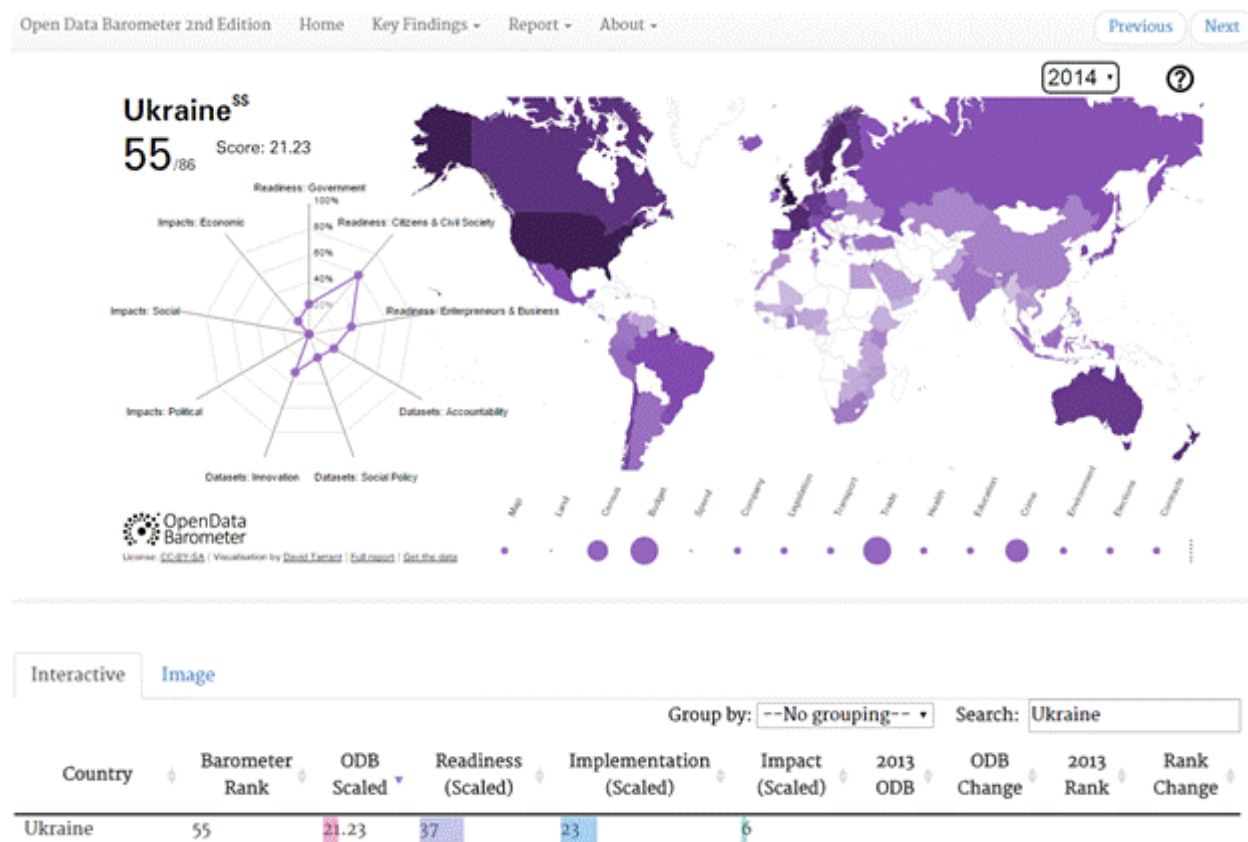 Open Data Barometer 2nd Edition Home Key Findings Report About Previous Next
2014 ?
Ukraine$$
55/86 Score: 21.23
Readiness: Government
100%
Impacts: Economic 80% Readiness: Citizens & Civil Society
60%
40%
20%
Impacts: Social Readiness: Enterpreneurs & Business
Impacts: Political Datasets: Accountability
Datasets: Innovation Datasets: Social Policy
Map Land Census Budget Spend Company Legislation Transport Trade Health Education Crime Environment Elections Contracts
OpenData
Barometer
License: CC-BY-SA | Visualisation by David Tarrant | Full report | Get the data
Interactive Image
Group by: --No grouping-- Search: Ukraine
Country Barometer Rank ODB Scaled Readiness (Scaled) Implementation (Scaled) Impact (Scaled) 2013 ODB ODB Change 2013 Rank Rank Change
Ukraine 55 21.23 37 23 6